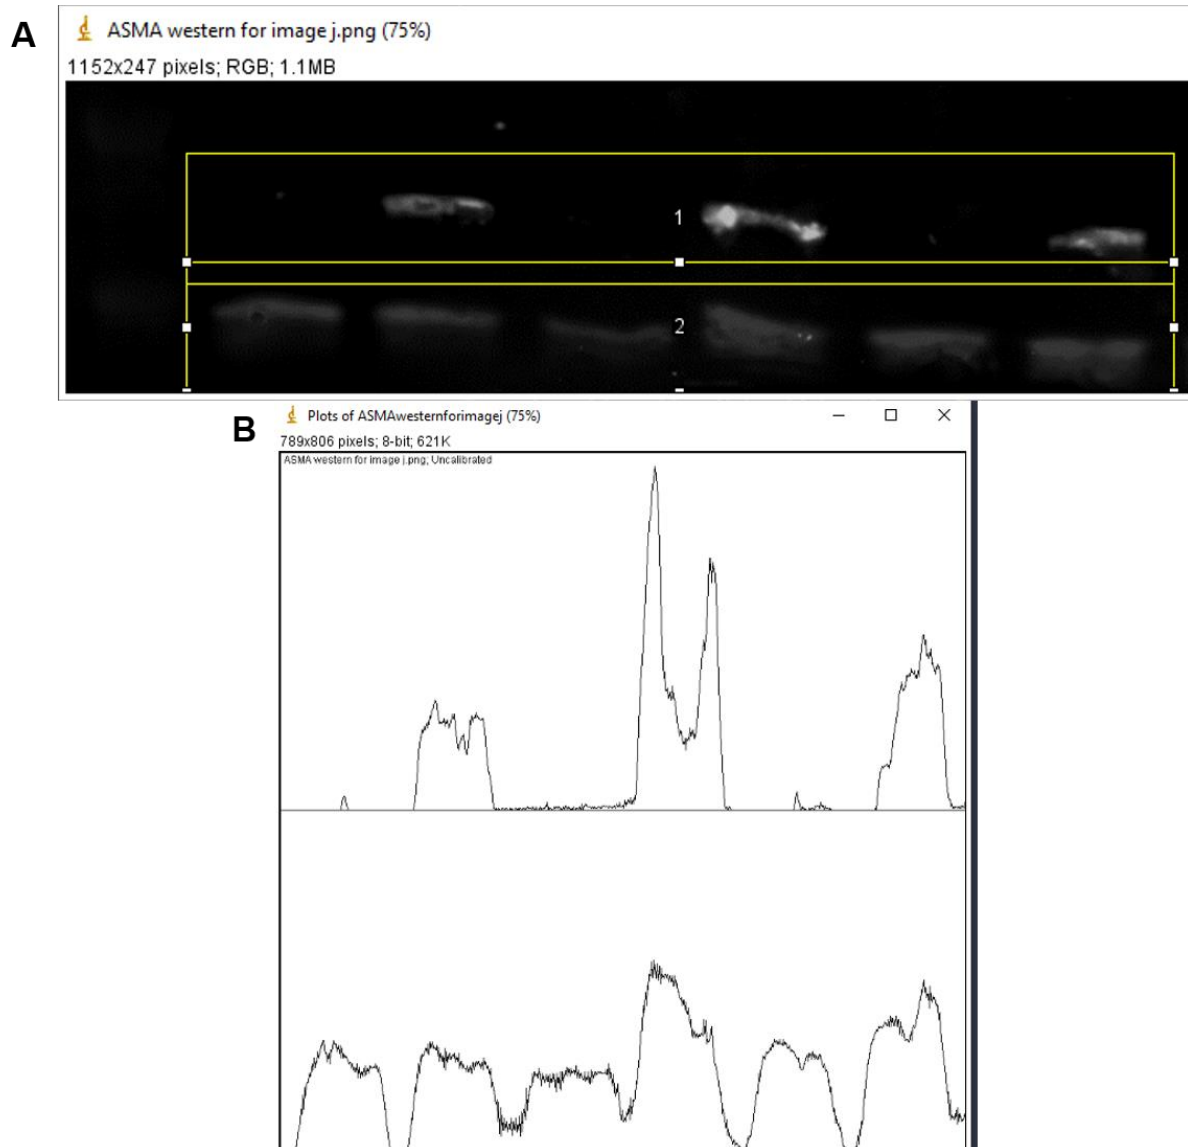 A
ASMA western for image j.png (75%)
1152x247 pixels; RGB; 1.1MB
1
2
B
Plots of ASMAwesternforimagej (75%)
789x806 pixels; 8-bit; 621K
ASMA western for image j.png; Uncalibrated